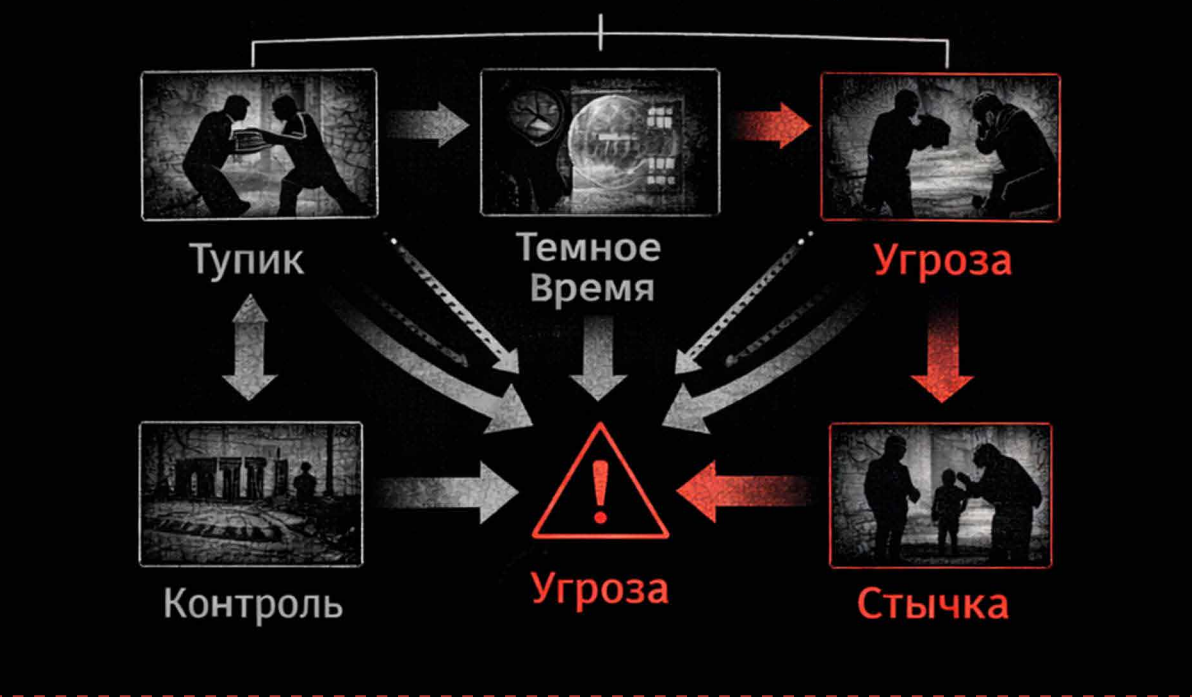 Тупик
Темное
Время
Угроза
Контроль
Угроза
Стычка